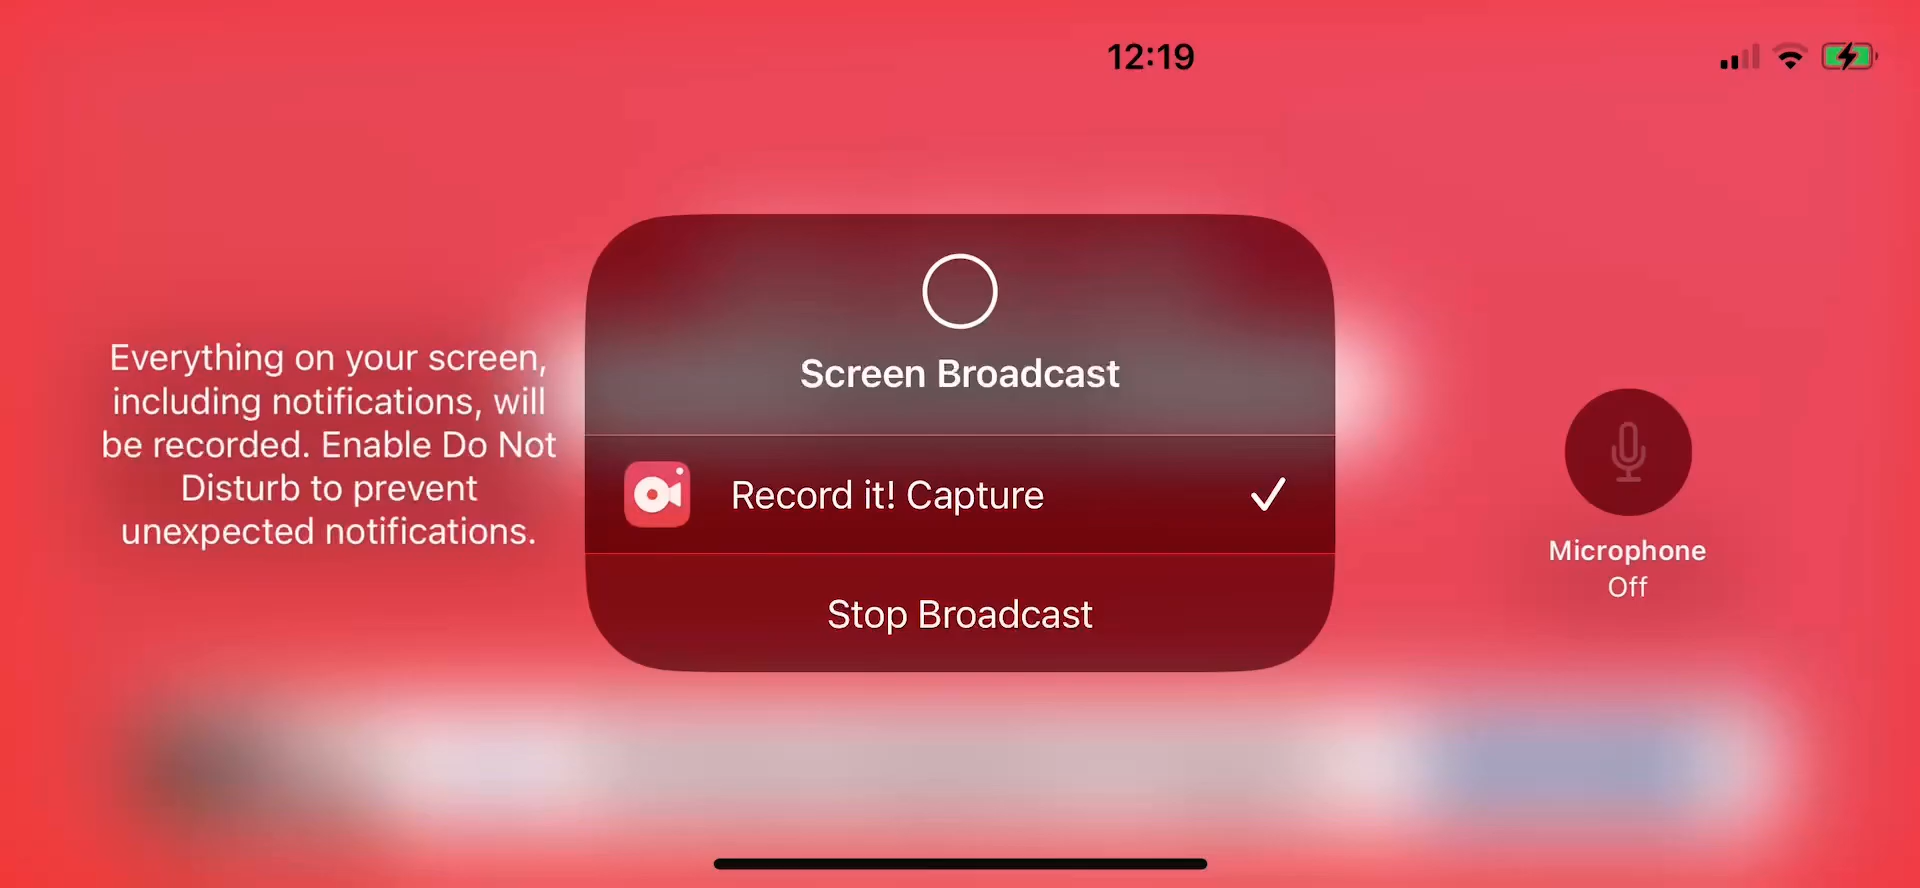 12:19
Everything on your screen,
including notifications, will
be recorded. Enable Do Not
Disturb to prevent
unexpected notifications.
Screen Broadcast
Record it! Capture
Stop Broadcast
Microphone
Off